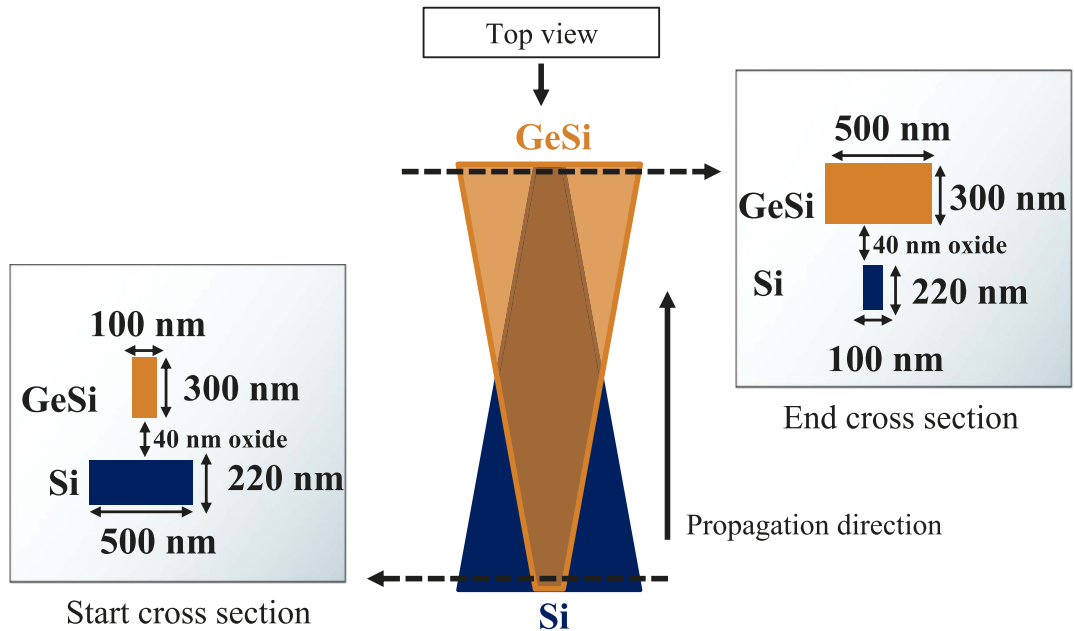 Top view
GeSi
500 nm
GeSi
300 nm
40 nm oxide
Si
220 nm
100 nm
End cross section
100 nm
GeSi
300 nm
40 nm oxide
Si
220 nm
500 nm
Start cross section
Propagation direction
Si